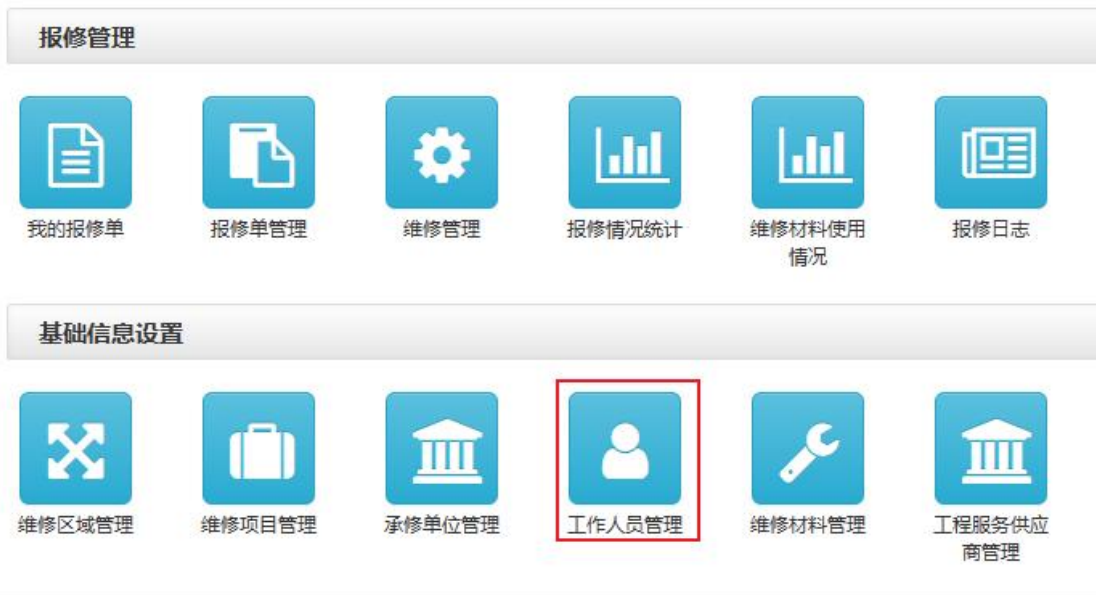 报修管理
我的报修单
报修单管理
维修管理
报修情况统计
维修材料使用
情况
报修日志
基础信息设置
维修区域管理
维修项目管理
承修单位管理
工作人员管理
维修材料管理
工程服务供应
商管理